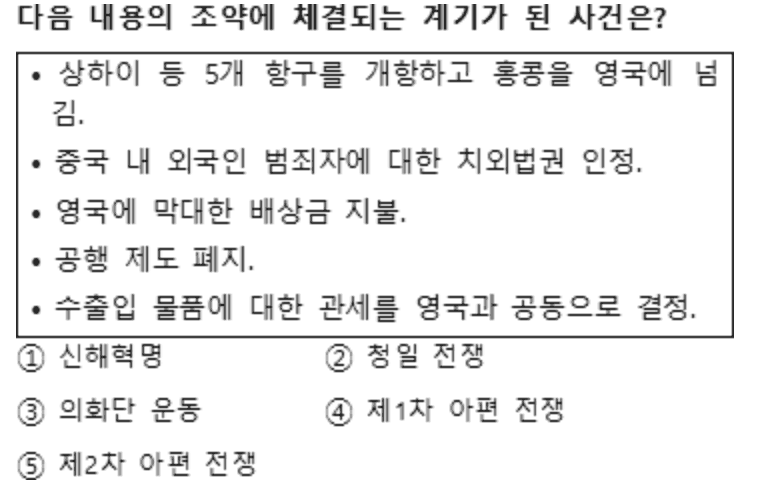 다음 내용의 조약에 체결되는 계기가 된 사건은?
• 상하이 등 5개 항구를 개항하고 홍콩을 영국에 넘
김.
• 중국 내 외국인 범죄자에 대한 치외법권 인정.
• 영국에 막대한 배상금 지불.
• 공행 제도 폐지.
• 수출입 물품에 대한 관세를 영국과 공동으로 결정.
① 신해혁명 ② 청일 전쟁
③ 의화단 운동 ④ 제1차 아편 전쟁
⑤ 제2차 아편 전쟁